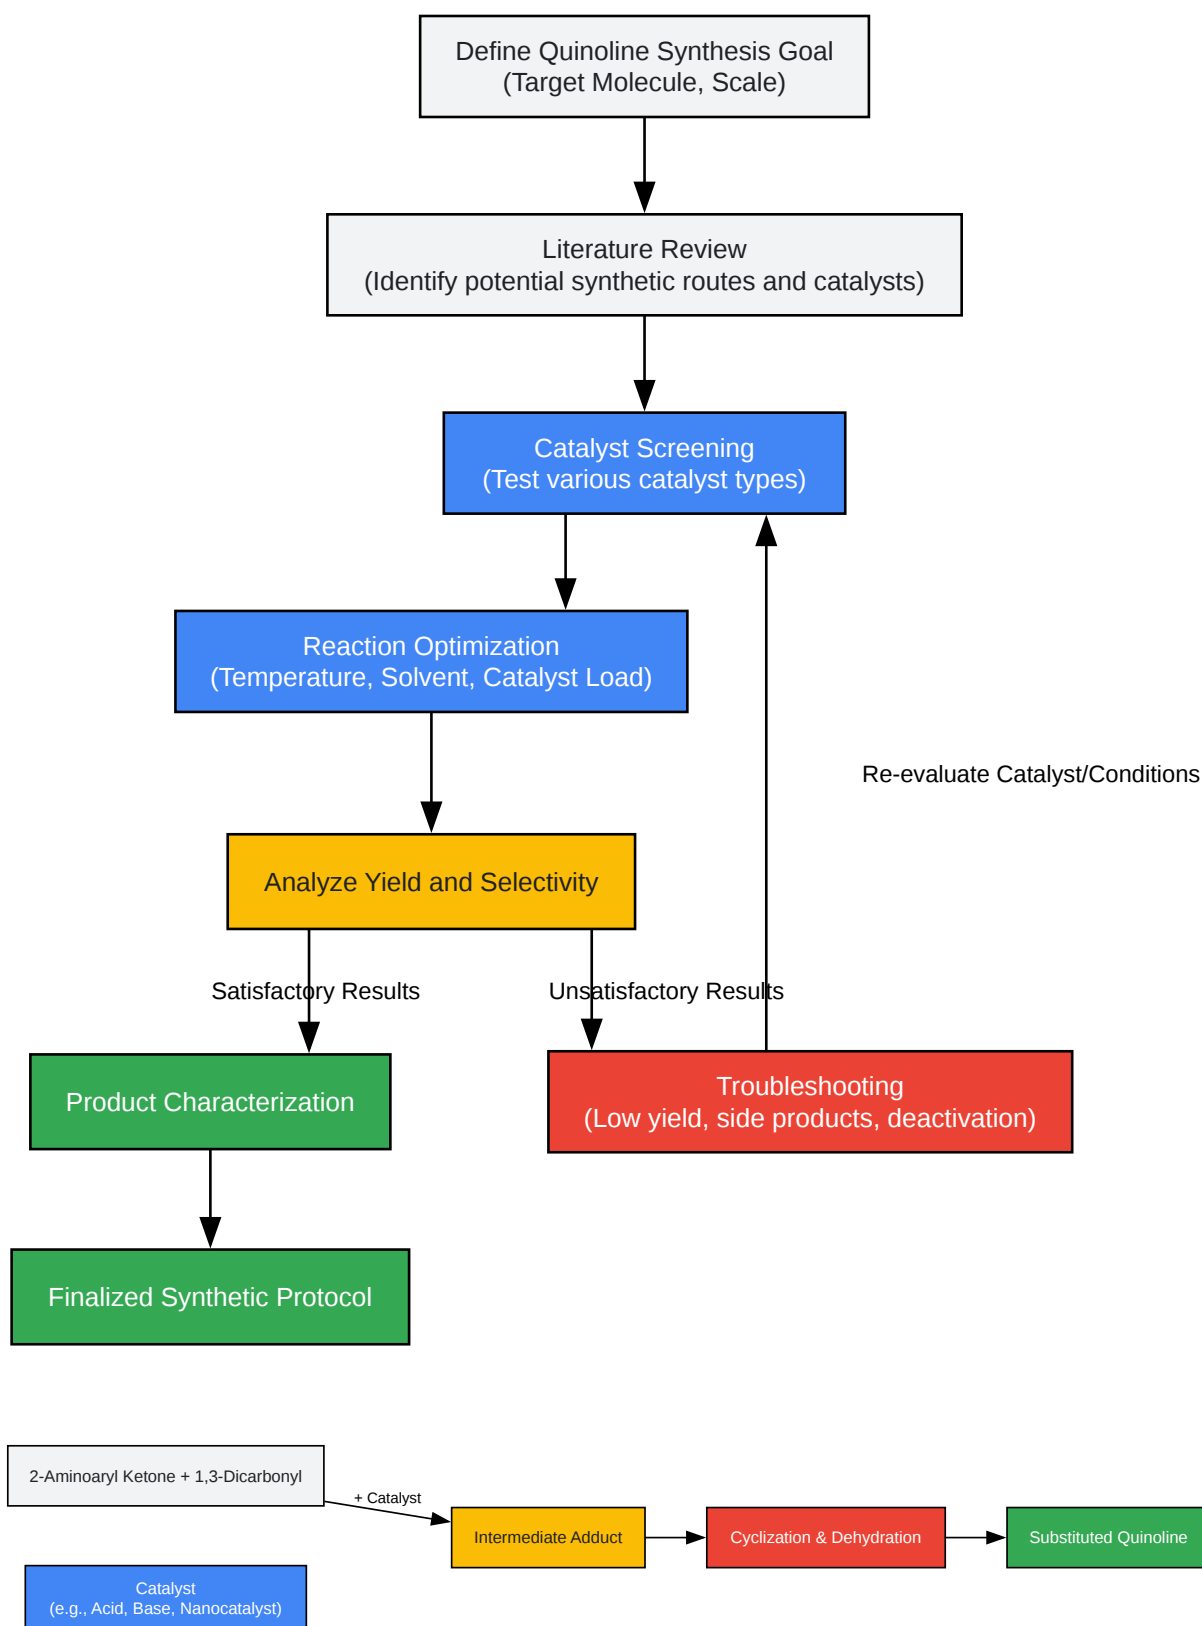 Define Quinoline Synthesis Goal
(Target Molecule, Scale)
Literature Review
(Identify potential synthetic routes and catalysts)
Catalyst Screening
(Test various catalyst types)
Reaction Optimization
(Temperature, Solvent, Catalyst Load)
Re-evaluate Catalyst/Conditions
Analyze Yield and Selectivity
Satisfactory Results
Unsatisfactory Results
Product Characterization
Troubleshooting
(Low yield, side products, deactivation)
Finalized Synthetic Protocol
2-Aminoaryl Ketone + 1,3-Dicarbonyl
+ Catalyst
Intermediate Adduct
Cyclization & Dehydration
Substituted Quinoline
Catalyst
(e.g., Acid, Base, Nanocatalyst)